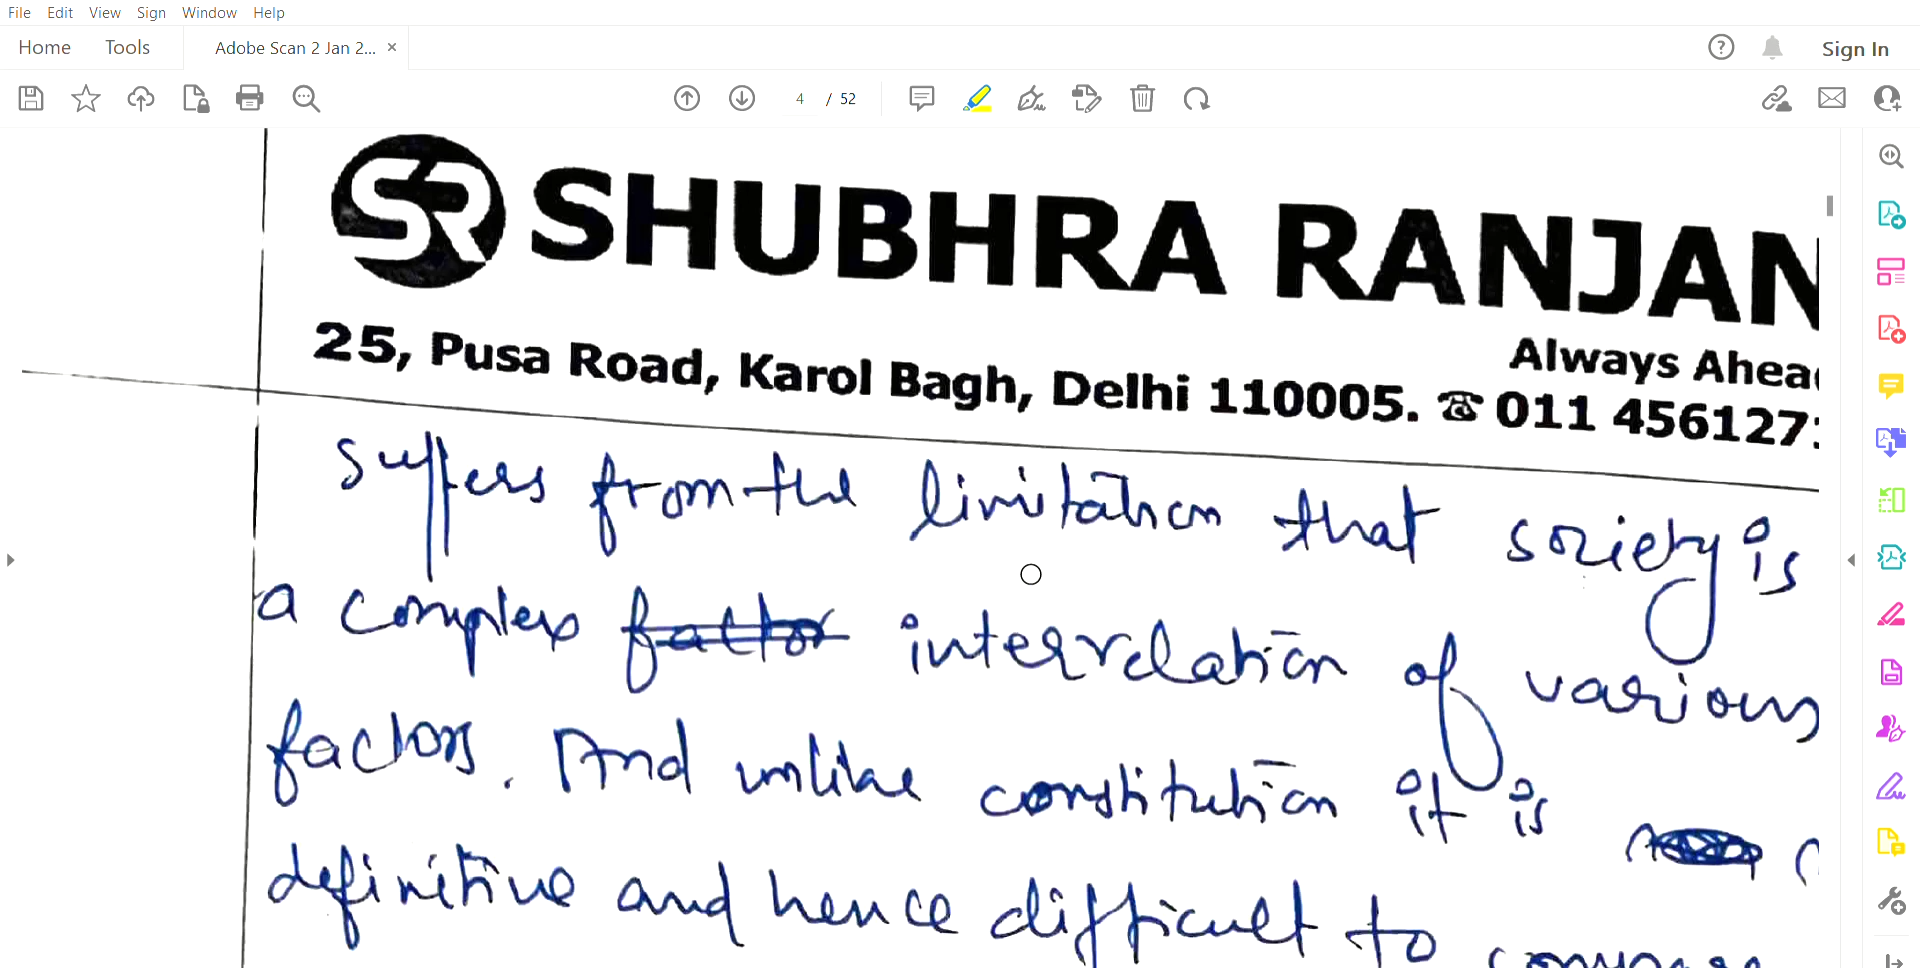 File Edit View Sign Window Help
Home Tools Adobe Scan 2 Jan 2... × Sign In
4 / 52
SR SHUBHRA RANJAN
Always Ahea
25, Pusa Road, Karol Bagh, Delhi 110005. ☎ 011 4561273
suffers from the limitation that society is
a complex factor interrelation of various
factors. And unlike constitution it is
definitive and hence difficult to